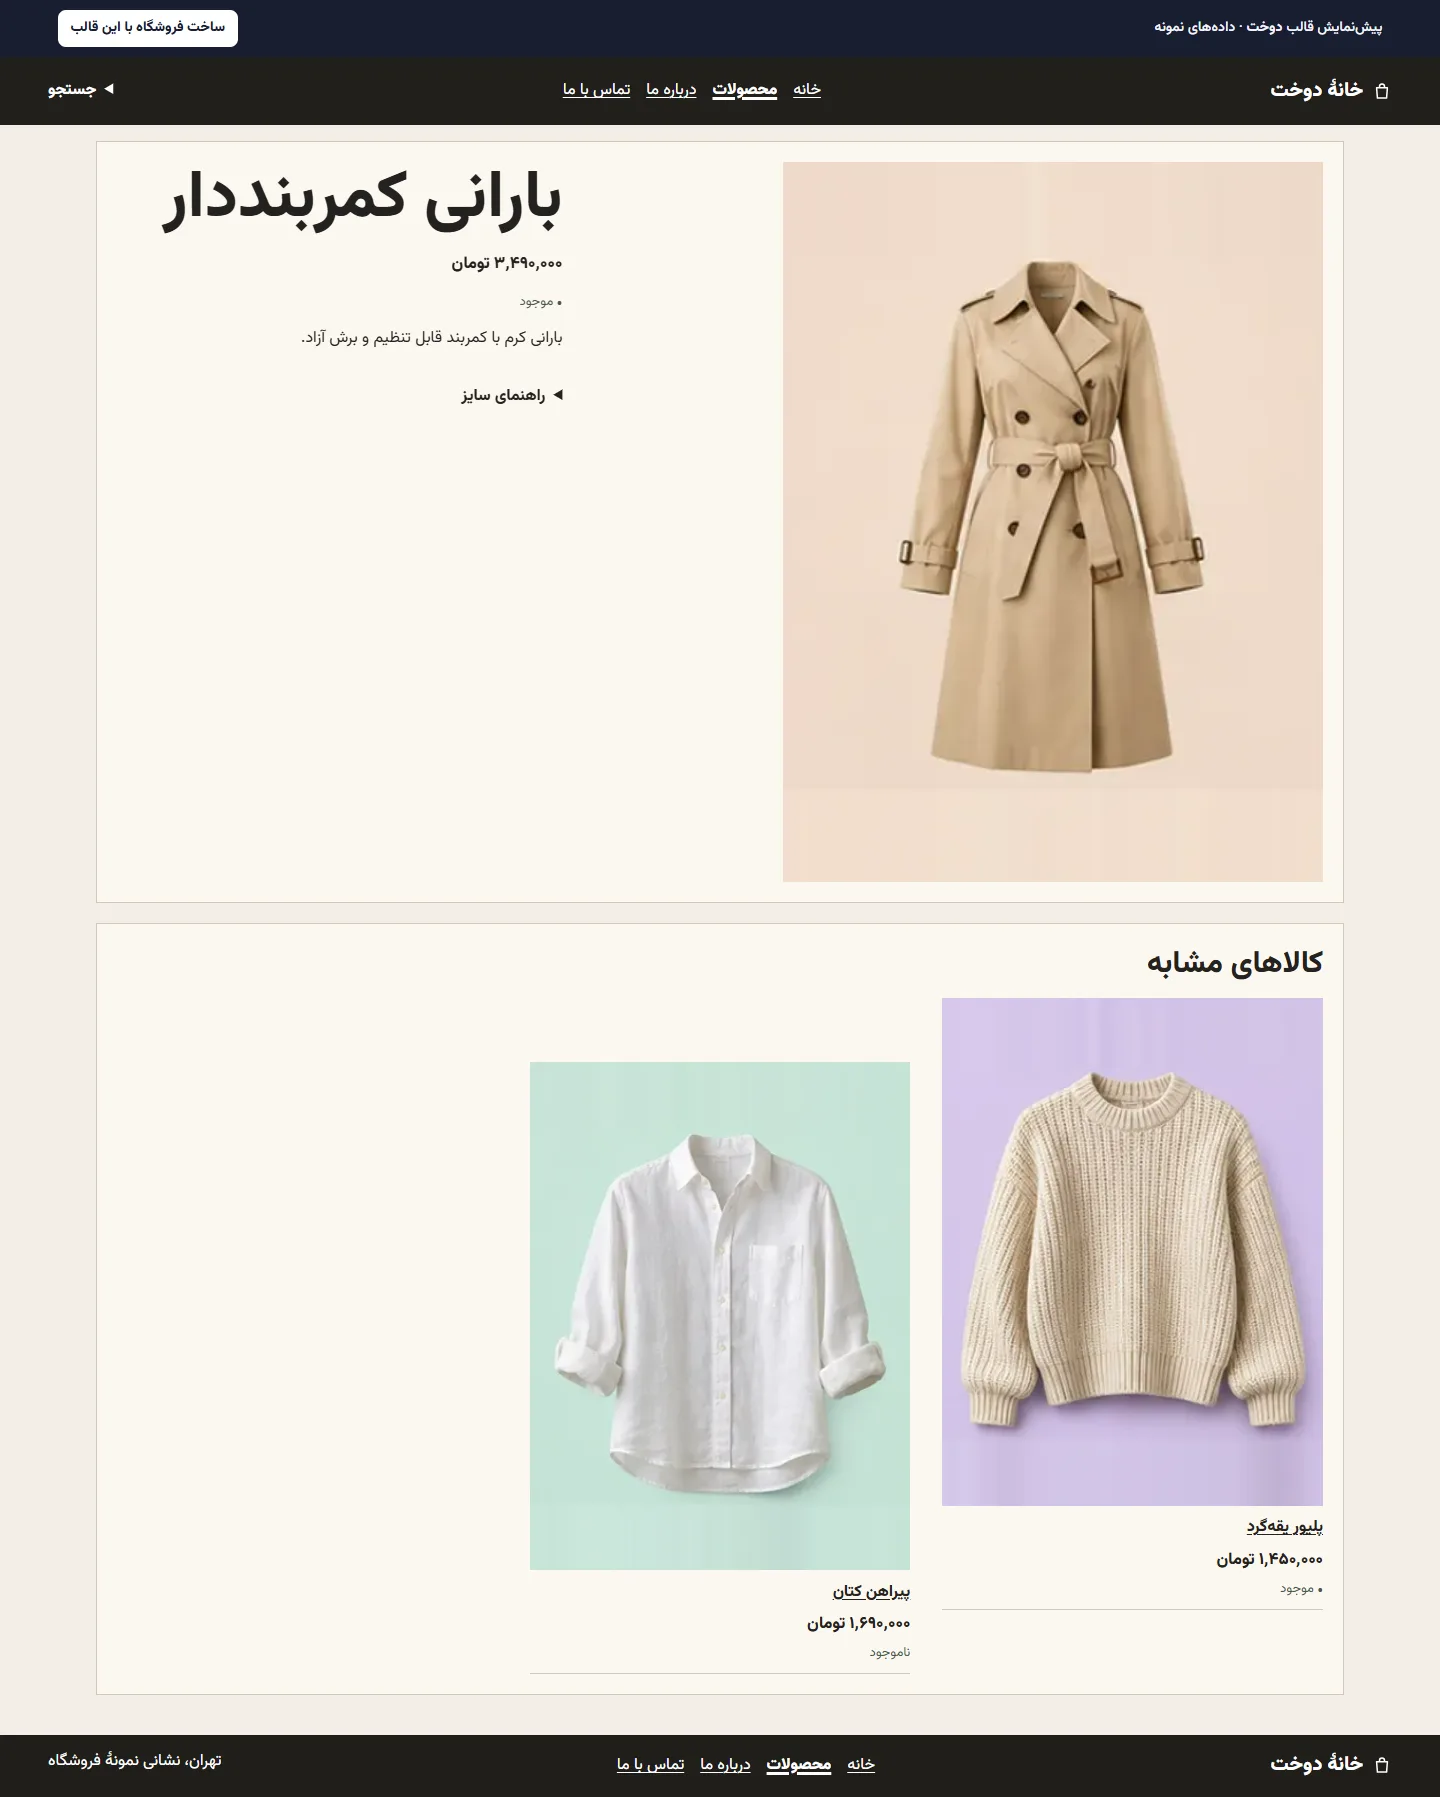 پیش‌نمایش قالب دوخت · داده‌های نمونه
ساخت فروشگاه با این قالب
خانهٔ دوخت
خانه محصولات درباره ما تماس با ما
جستجو
بارانی کمربنددار
۳,۴۹۰,۰۰۰ تومان
• موجود
بارانی کرم با کمربند قابل تنظیم و برش آزاد.
راهنمای سایز
کالاهای مشابه
پلیور یقه‌گرد
۱,۴۵۰,۰۰۰ تومان
• موجود
پیراهن کتان
۱,۶۹۰,۰۰۰ تومان
ناموجود
خانهٔ دوخت
خانه محصولات درباره ما تماس با ما
تهران، نشانی نمونهٔ فروشگاه